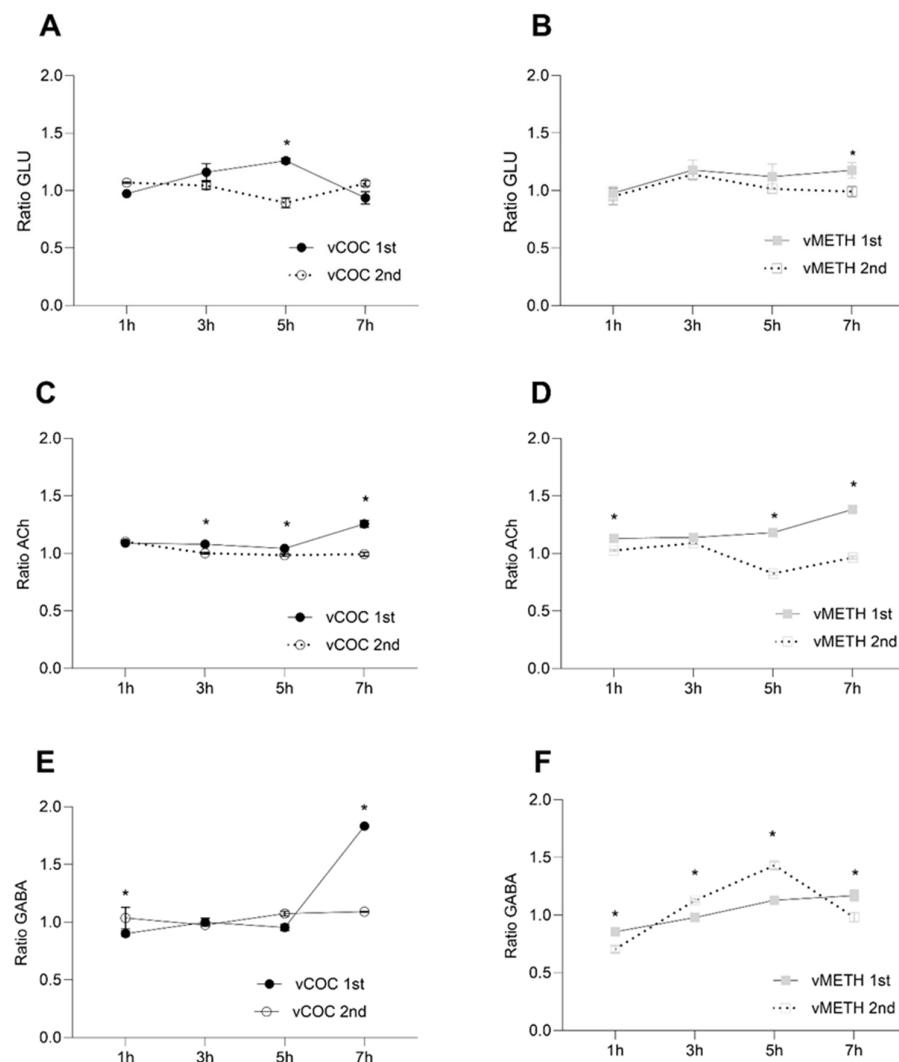 A
2.0
1.5
1.0
0.5
0.0
Ratio GLU
*
vCOC 1st
vCOC 2nd
1h 3h 5h 7h
B
2.0
1.5
1.0
0.5
0.0
Ratio GLU
*
vMETH 1st
vMETH 2nd
1h 3h 5h 7h
C
2.0
1.5
1.0
0.5
0.0
Ratio ACh
* * *
vCOC 1st
vCOC 2nd
1h 3h 5h 7h
D
2.0
1.5
1.0
0.5
0.0
Ratio ACh
* * *
vMETH 1st
vMETH 2nd
1h 3h 5h 7h
E
2.0
1.5
1.0
0.5
0.0
Ratio GABA
* *
vCOC 1st
vCOC 2nd
1h 3h 5h 7h
F
2.0
1.5
1.0
0.5
0.0
Ratio GABA
* * * *
vMETH 1st
vMETH 2nd
1h 3h 5h 7h